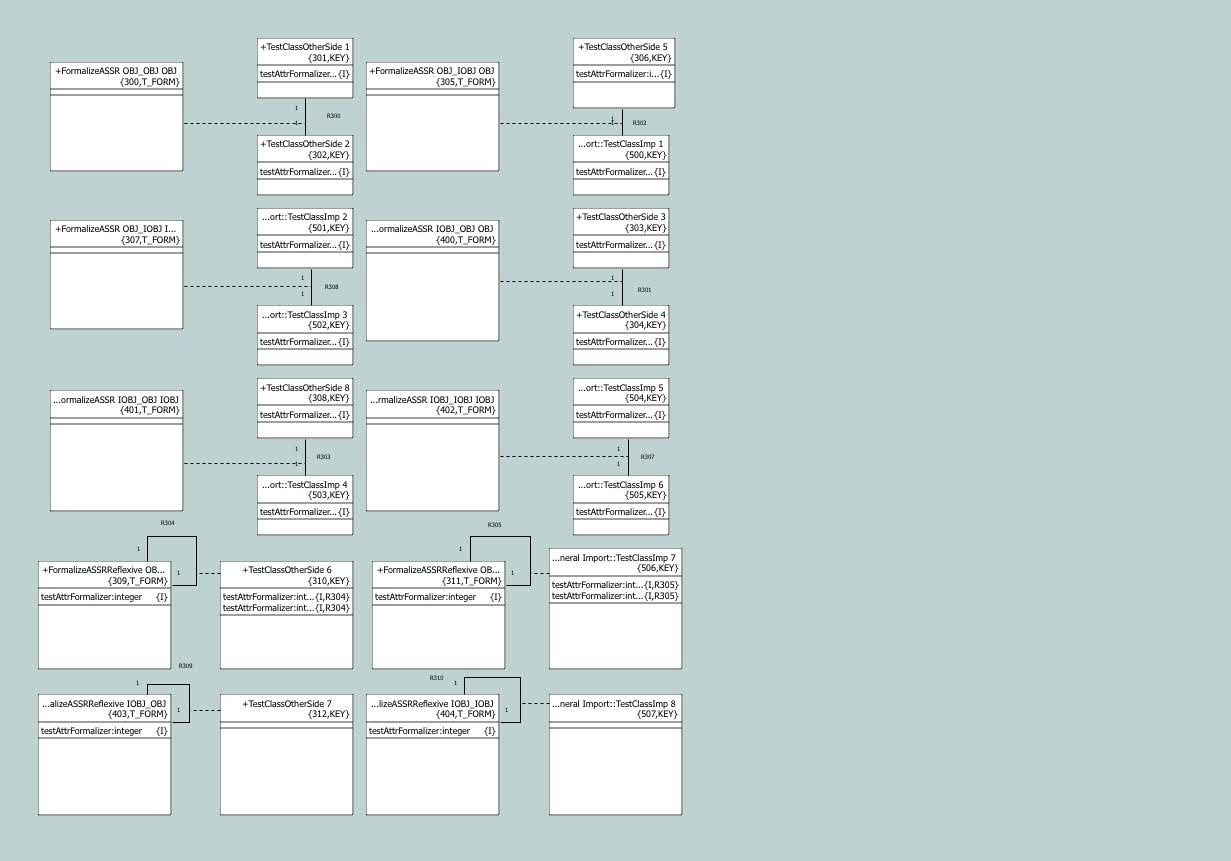 +TestClassOtherSide 1
{301,KEY}
testAttrFormalizer... {I}
+TestClassOtherSide 5
{306,KEY}
testAttrFormalizer:i...{I}
+FormalizeASSR OBJ_OBJ OBJ
{300,T_FORM}
+FormalizeASSR OBJ_IOBJ OBJ
{305,T_FORM}
1
1
R300
1
1
R302
+TestClassOtherSide 2
{302,KEY}
testAttrFormalizer... {I}
...ort::TestClassImp 1
{500,KEY}
testAttrFormalizer... {I}
...ort::TestClassImp 2
{501,KEY}
testAttrFormalizer... {I}
+TestClassOtherSide 3
{303,KEY}
testAttrFormalizer... {I}
+FormalizeASSR OBJ_IOBJ I...
{307,T_FORM}
...ormalizeASSR IOBJ_OBJ OBJ
{400,T_FORM}
1
1
R308
1
1
R301
...ort::TestClassImp 3
{502,KEY}
testAttrFormalizer... {I}
+TestClassOtherSide 4
{304,KEY}
testAttrFormalizer... {I}
+TestClassOtherSide 8
{308,KEY}
testAttrFormalizer... {I}
...ort::TestClassImp 5
{504,KEY}
testAttrFormalizer... {I}
...ormalizeASSR IOBJ_OBJ IOBJ
{401,T_FORM}
...rmalizeASSR IOBJ_IOBJ IOBJ
{402,T_FORM}
1
1
R303
1
1
R307
...ort::TestClassImp 4
{503,KEY}
testAttrFormalizer... {I}
...ort::TestClassImp 6
{505,KEY}
testAttrFormalizer... {I}
R304
1
1
R305
1
1
+FormalizeASSRReflexive OB...
{309,T_FORM}
testAttrFormalizer:integer {I}
+TestClassOtherSide 6
{310,KEY}
testAttrFormalizer:int...{I,R304}
testAttrFormalizer:int...{I,R304}
+FormalizeASSRReflexive OB...
{311,T_FORM}
testAttrFormalizer:integer {I}
...neral Import::TestClassImp 7
{506,KEY}
testAttrFormalizer:int...{I,R305}
testAttrFormalizer:int...{I,R305}
R309
1
1
R310
1
1
...alizeASSRReflexive IOBJ_OBJ
{403,T_FORM}
testAttrFormalizer:integer {I}
+TestClassOtherSide 7
{312,KEY}
...lizeASSRReflexive IOBJ_IOBJ
{404,T_FORM}
testAttrFormalizer:integer {I}
...neral Import::TestClassImp 8
{507,KEY}